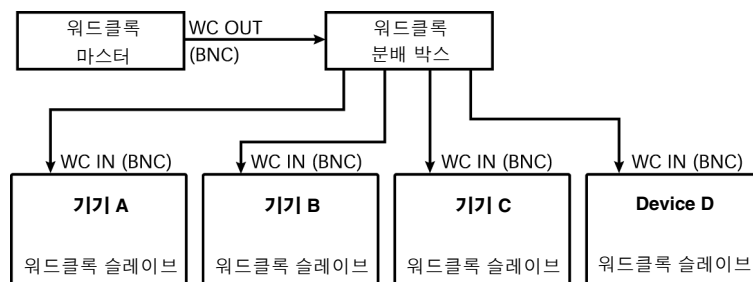 워드클록
마스터
WC OUT
(BNC)
워드클록
분배 박스
WC IN (BNC)
WC IN (BNC)
WC IN (BNC)
WC IN (BNC)
기기 A
기기 B
기기 C
Device D
워드클록 슬레이브
워드클록 슬레이브
워드클록 슬레이브
워드클록 슬레이브